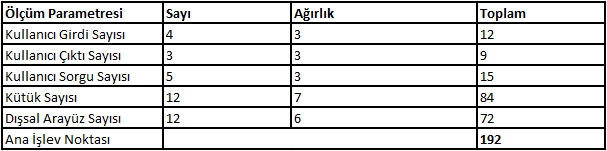 Ölçüm Parametresi Sayı Ağırlık Toplam
Kullanıcı Girdi Sayısı 4 3 12
Kullanıcı Çıktı Sayısı 3 3 9
Kullanıcı Sorgu Sayısı 5 3 15
Kütük Sayısı 12 7 84
Dışsal Arayüz Sayısı 12 6 72
Ana İşlev Noktası 192